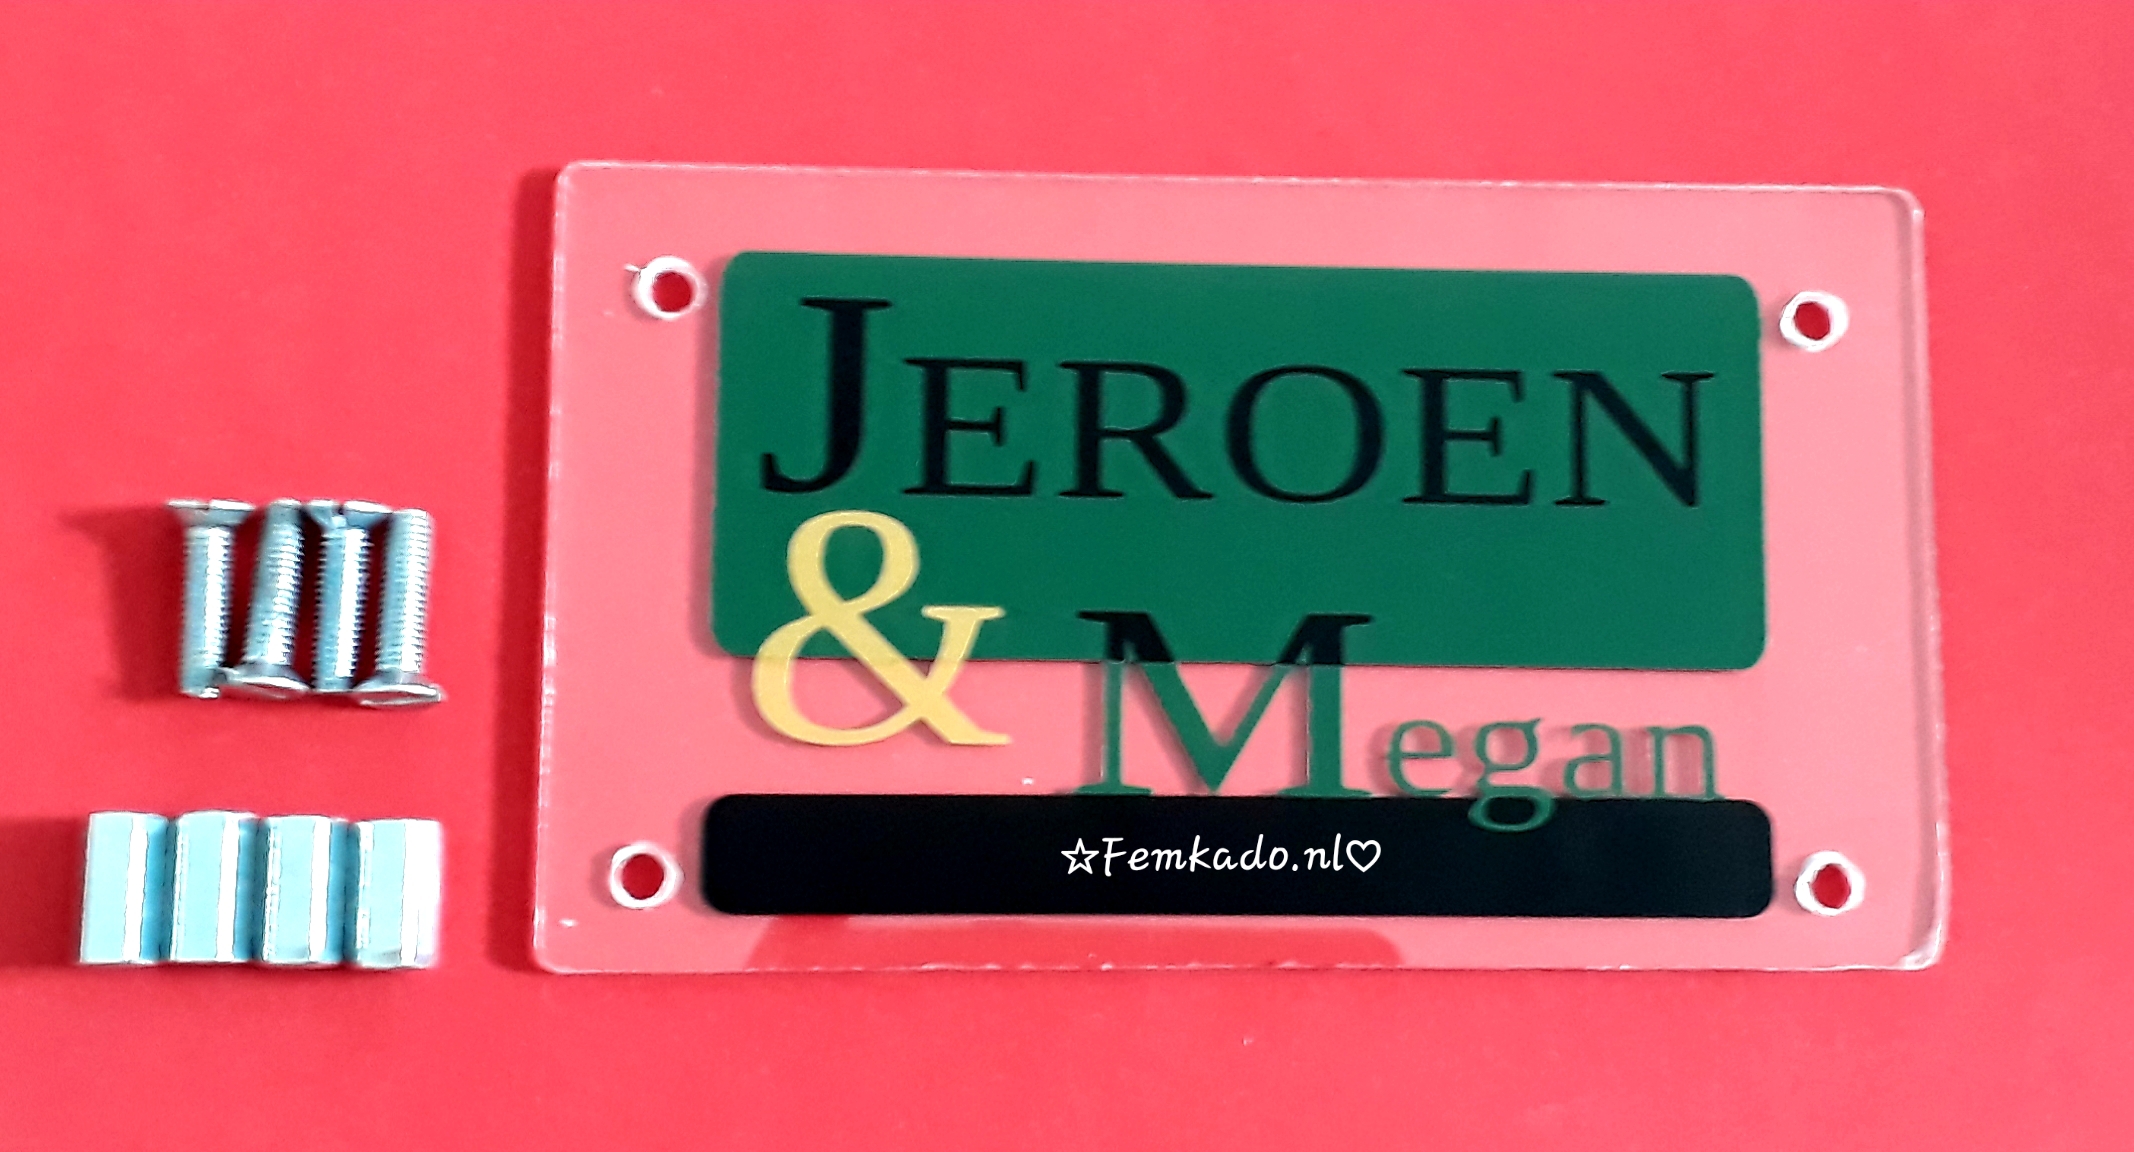 JEROEN
& Megan
☆Femkado.nl♡